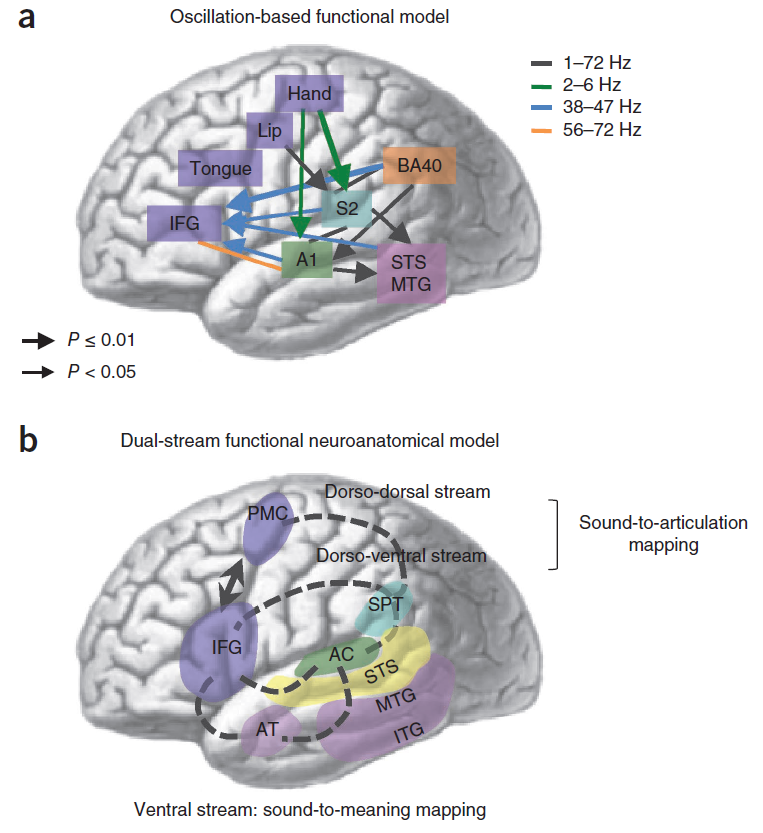 a
Oscillation-based functional model
1–72 Hz
2–6 Hz
38–47 Hz
56–72 Hz
Hand
Lip
Tongue
BA40
S2
IFG
A1
STS
MTG
P ≤ 0.01
P < 0.05
b
Dual-stream functional neuroanatomical model
Dorso-dorsal stream
PMC
Sound-to-articulation
mapping
Dorso-ventral stream
SPT
IFG
AC
STS
MTG
AT
ITG
Ventral stream: sound-to-meaning mapping